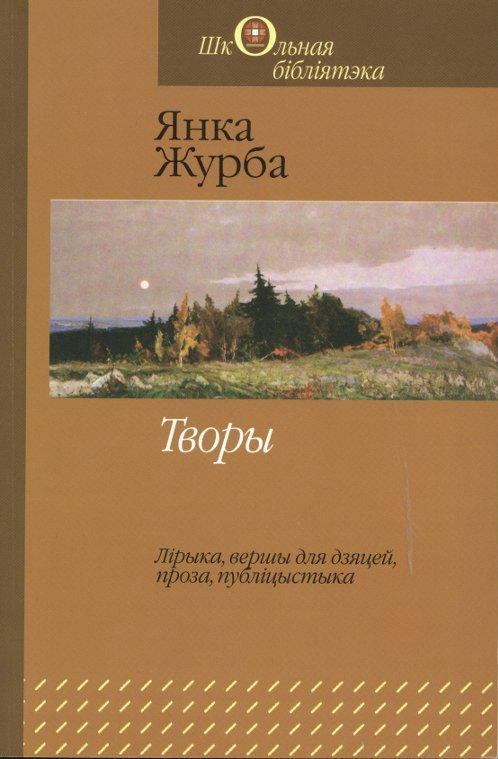 Школьная
бібліятэка
Янка
Журба
Творы
Лірыка, вершы для дзяцей,
проза, публіцыстыка